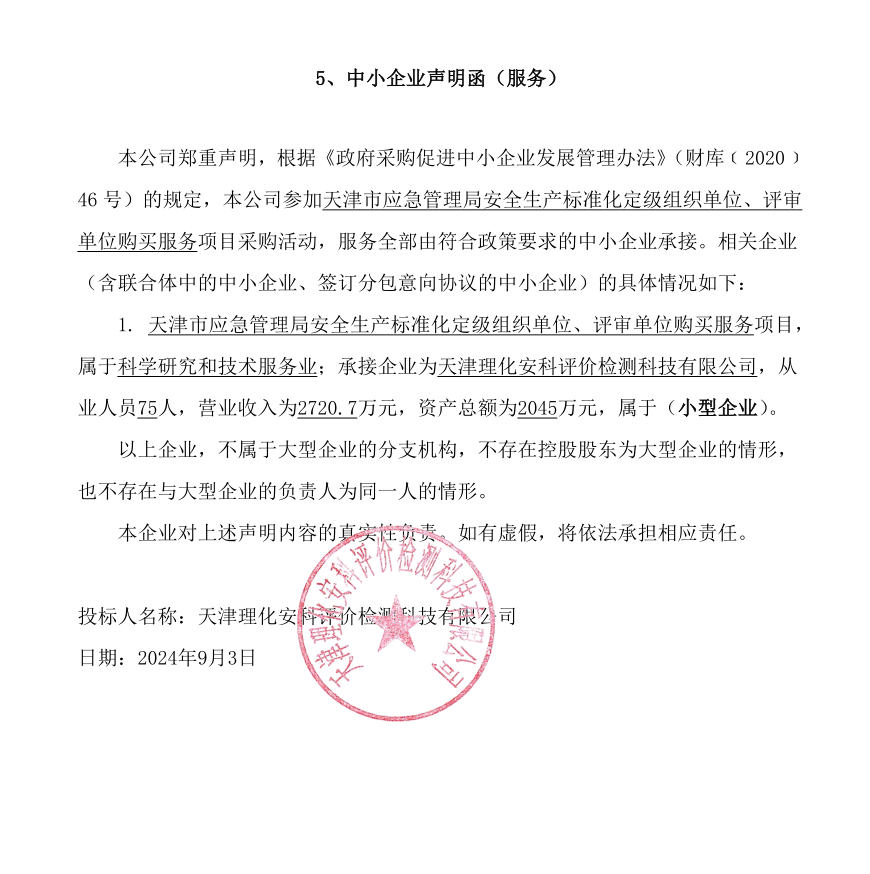 5、中小企业声明函（服务）
本公司郑重声明，根据《政府采购促进中小企业发展管理办法》（财库﹝2020﹞
46 号）的规定，本公司参加天津市应急管理局安全生产标准化定级组织单位、评审
单位购买服务项目采购活动，服务全部由符合政策要求的中小企业承接。相关企业
（含联合体中的中小企业、签订分包意向协议的中小企业）的具体情况如下：
1. 天津市应急管理局安全生产标准化定级组织单位、评审单位购买服务项目，
属于科学研究和技术服务业；承接企业为天津理化安科评价检测科技有限公司，从
业人员75人，营业收入为2720.7万元，资产总额为2045万元，属于（小型企业）。
以上企业，不属于大型企业的分支机构，不存在控股股东为大型企业的情形，
也不存在与大型企业的负责人为同一人的情形。
本企业对上述声明内容的真实性负责。如有虚假，将依法承担相应责任。
投标人名称：天津理化安科评价检测科技有限公司
日期：2024年9月3日
天津理化安科评价检测科技有限公司